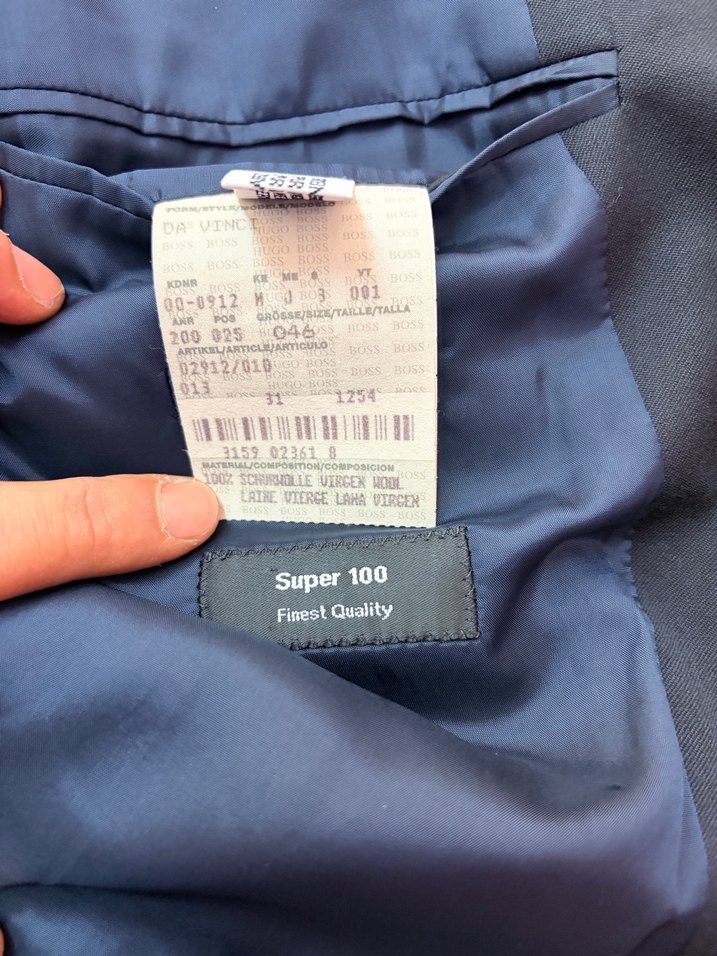 FORM/STYLE/MODELE/MODELO
DA VINCI
KDNR KE ME VT
00-0912 M J 3 001
ANR POS GRÖSSE/SIZE/TAILLE/TALLA
200 025 046
ARTIKEL/ARTICLE/ARTICULO
02912/010
013
31 1254
3159 02361 8
MATERIAL/COMPOSITION/COMPOSICION
100% SCHURWOLLE VIRGEN WOOL
LAINE VIERGE LANA VIRGEN
Super 100
Finest Quality